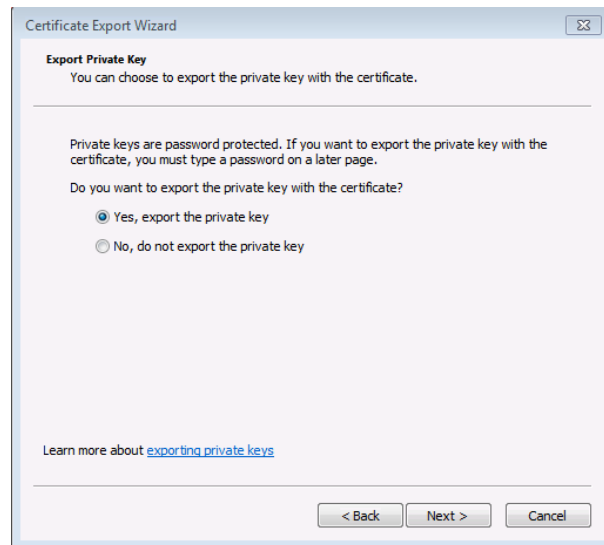 Certificate Export Wizard
Export Private Key
You can choose to export the private key with the certificate.
Private keys are password protected. If you want to export the private key with the
certificate, you must type a password on a later page.
Do you want to export the private key with the certificate?
Yes, export the private key
No, do not export the private key
Learn more about exporting private keys
< Back Next > Cancel